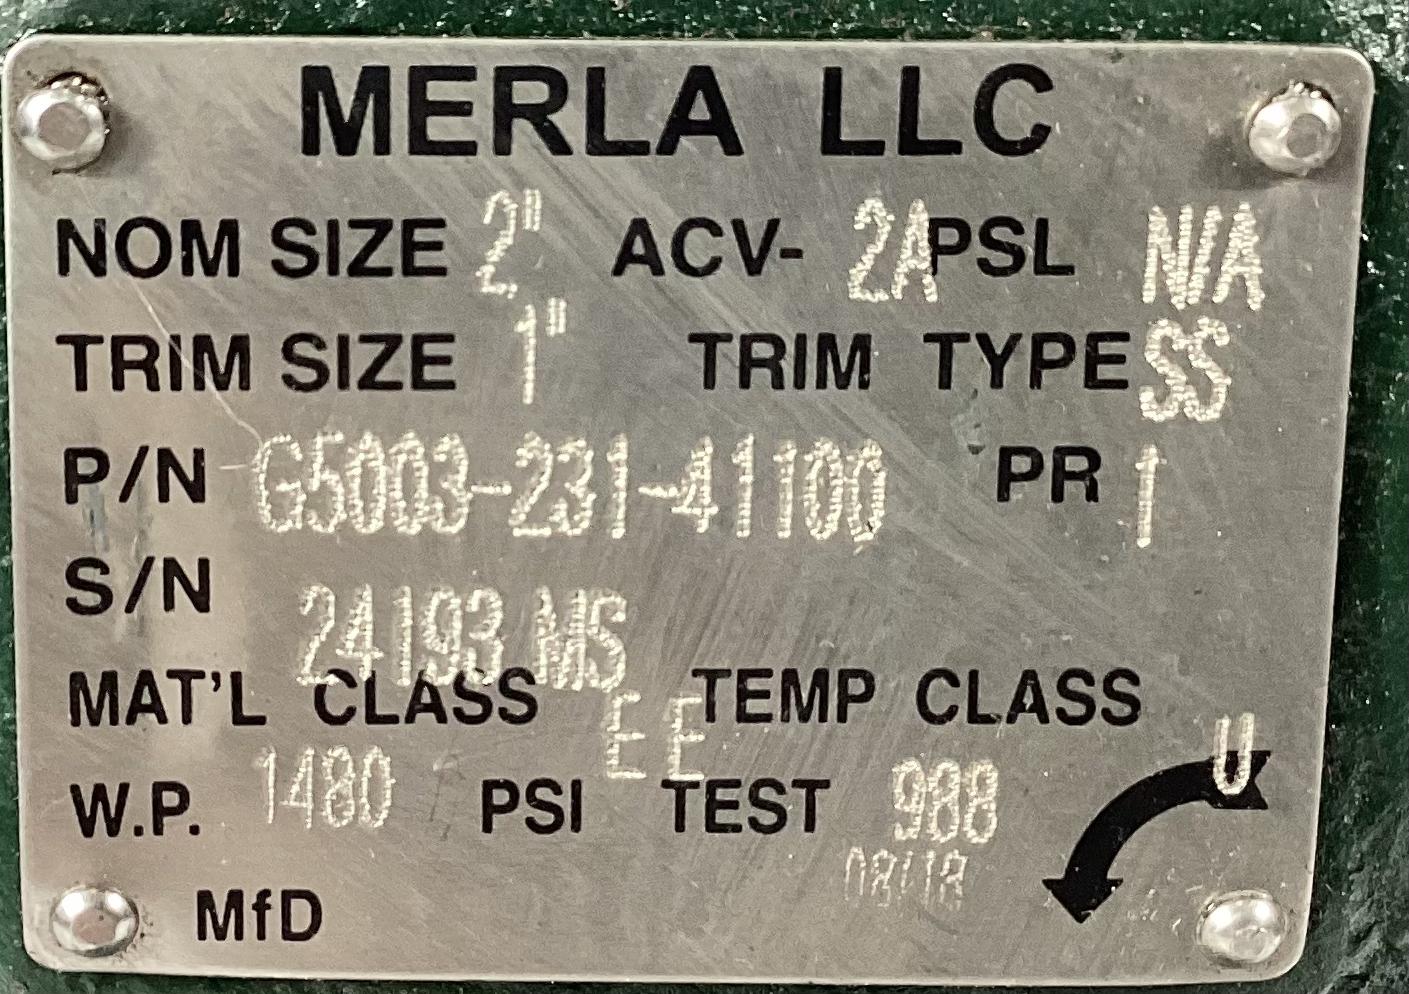 MERLA LLC
NOM SIZE 2" ACV- 2A PSL N/A
TRIM SIZE 1" TRIM TYPE SS
P/N G5003-231-41100 PR 1
S/N 24193 MS
MAT'L CLASS E E TEMP CLASS U
W.P. 1480 PSI TEST 988
MfD 08/18